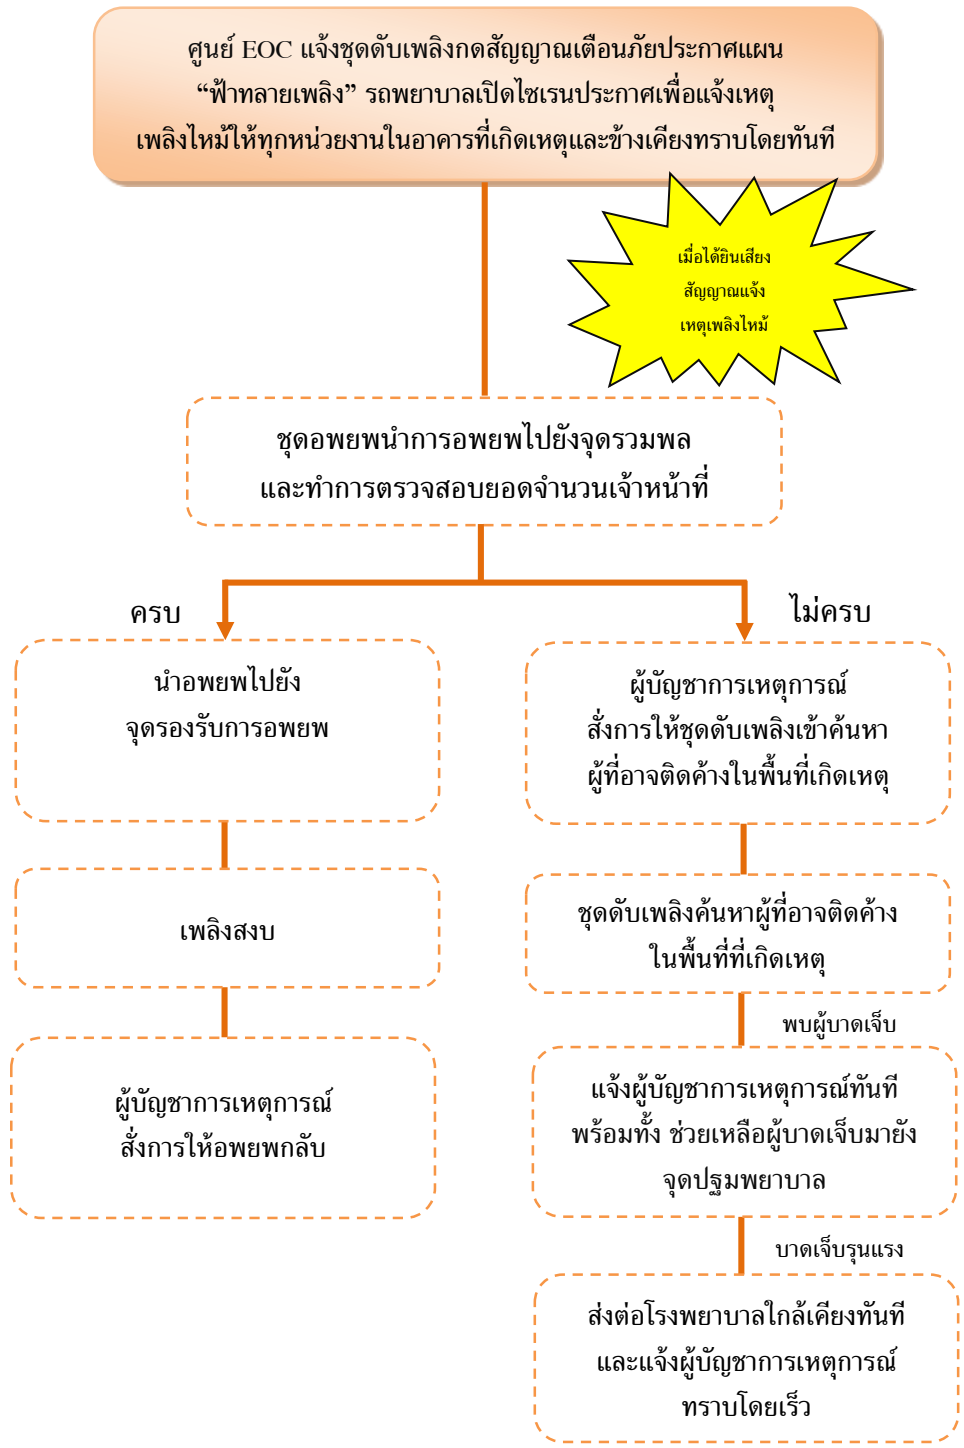 ศูนย์ EOC แจ้งชุดดับเพลิงกดสัญญาณเตือนภัยประกาศแผน
“ฟ้าทลายเพลิง” รถพยาบาลเปิดไซเรนประกาศเพื่อแจ้งเหตุ
เพลิงไหม้ให้ทุกหน่วยงานในอาคารที่เกิดเหตุและข้างเคียงทราบโดยทันที
เมื่อได้ยินเสียง
สัญญาณแจ้ง
เหตุเพลิงไหม้
ชุดอพยพนำการอพยพไปยังจุดรวมพล
และทำการตรวจสอบยอดจำนวนเจ้าหน้าที่
ครบ
นำอพยพไปยัง
จุดรองรับการอพยพ
เพลิงสงบ
ผู้บัญชาการเหตุการณ์
สั่งการให้อพยพกลับ
ไม่ครบ
ผู้บัญชาการเหตุการณ์
สั่งการให้ชุดดับเพลิงเข้าค้นหา
ผู้ที่อาจติดค้างในพื้นที่เกิดเหตุ
ชุดดับเพลิงค้นหาผู้ที่อาจติดค้าง
ในพื้นที่ที่เกิดเหตุ
พบผู้บาดเจ็บ
แจ้งผู้บัญชาการเหตุการณ์ทันที
พร้อมทั้ง ช่วยเหลือผู้บาดเจ็บมายัง
จุดปฐมพยาบาล
บาดเจ็บรุนแรง
ส่งต่อโรงพยาบาลใกล้เคียงทันที
และแจ้งผู้บัญชาการเหตุการณ์
ทราบโดยเร็ว